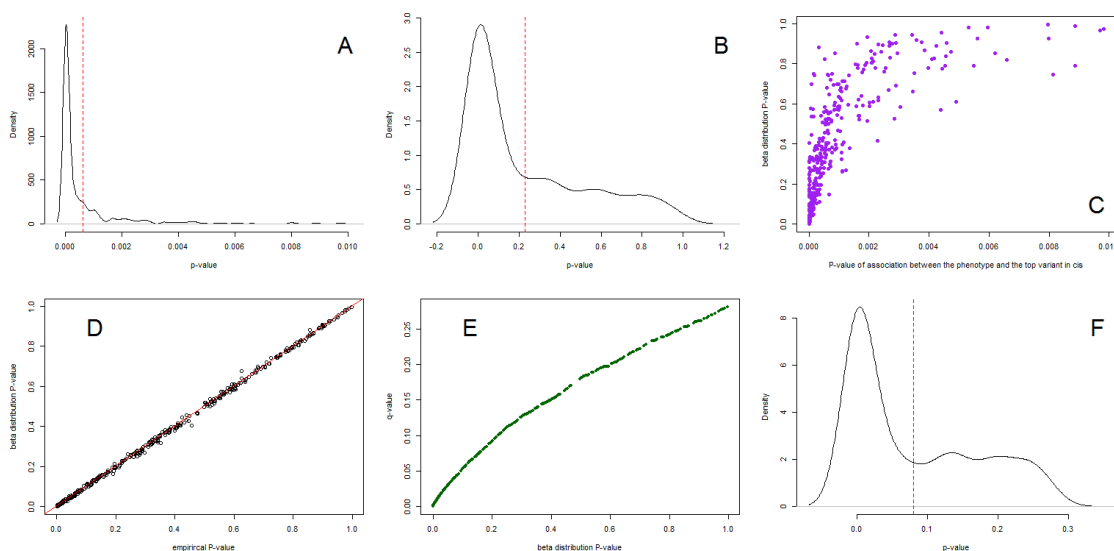 A
Density
0 500 1000 1500 2000
0.000 0.002 0.004 0.006 0.008 0.010
p-value
B
Density
0.0 0.5 1.0 1.5 2.0 2.5 3.0
-0.2 0.0 0.2 0.4 0.6 0.8 1.0 1.2
p-value
C
beta distribution P-value
0.0 0.2 0.4 0.6 0.8 1.0
0.000 0.002 0.004 0.006 0.008 0.010
P-value of association between the phenotype and the top variant in cis
D
beta distribution P-value
0.0 0.2 0.4 0.6 0.8 1.0
0.0 0.2 0.4 0.6 0.8 1.0
empirircal P-value
E
q-value
0.00 0.05 0.10 0.15 0.20 0.25
0.0 0.2 0.4 0.6 0.8 1.0
beta distribution P-value
F
Density
0 2 4 6 8
0.0 0.1 0.2 0.3
p-value